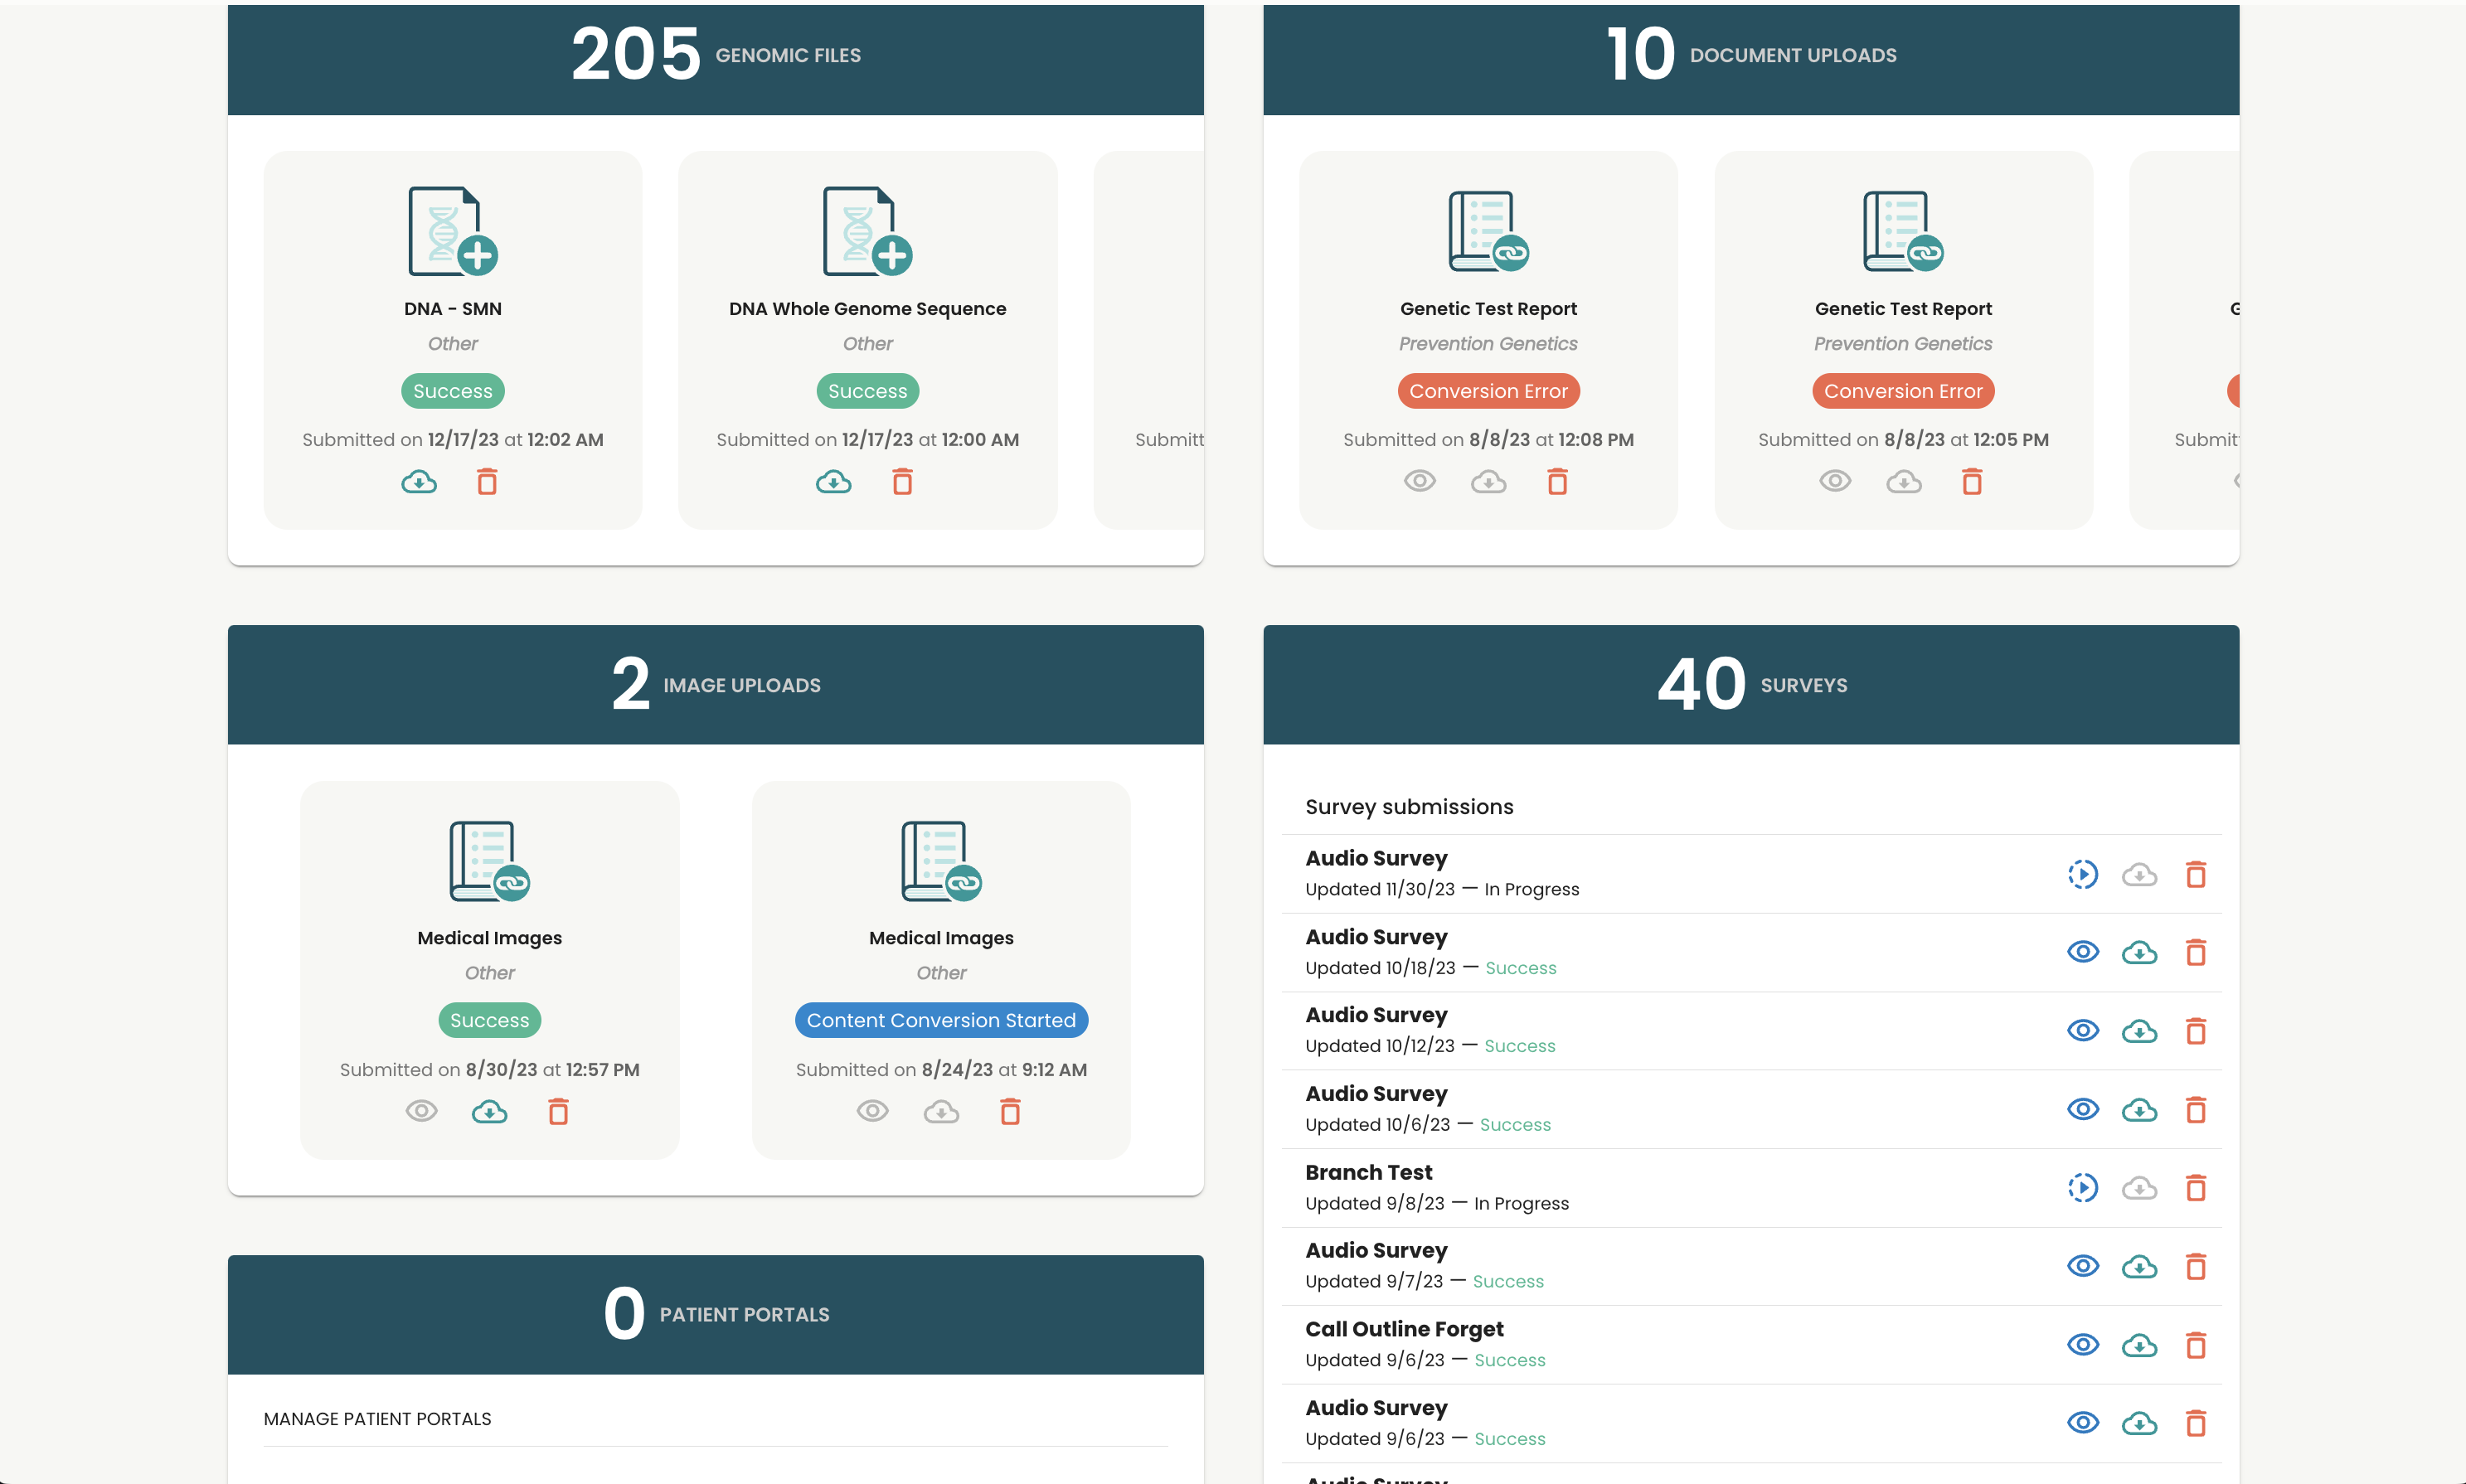 205 GENOMIC FILES
DNA - SMN
Other
Success
Submitted on 12/17/23 at 12:02 AM
DNA Whole Genome Sequence
Other
Success
Submitted on 12/17/23 at 12:00 AM
10 DOCUMENT UPLOADS
Genetic Test Report
Prevention Genetics
Conversion Error
Submitted on 8/8/23 at 12:08 PM
Genetic Test Report
Prevention Genetics
Conversion Error
Submitted on 8/8/23 at 12:05 PM
2 IMAGE UPLOADS
Medical Images
Other
Success
Submitted on 8/30/23 at 12:57 PM
Medical Images
Other
Content Conversion Started
Submitted on 8/24/23 at 9:12 AM
0 PATIENT PORTALS
MANAGE PATIENT PORTALS
40 SURVEYS
Survey submissions
Audio Survey
Updated 11/30/23 — In Progress
Audio Survey
Updated 10/18/23 — Success
Audio Survey
Updated 10/12/23 — Success
Audio Survey
Updated 10/6/23 — Success
Branch Test
Updated 9/8/23 — In Progress
Audio Survey
Updated 9/7/23 — Success
Call Outline Forget
Updated 9/6/23 — Success
Audio Survey
Updated 9/6/23 — Success